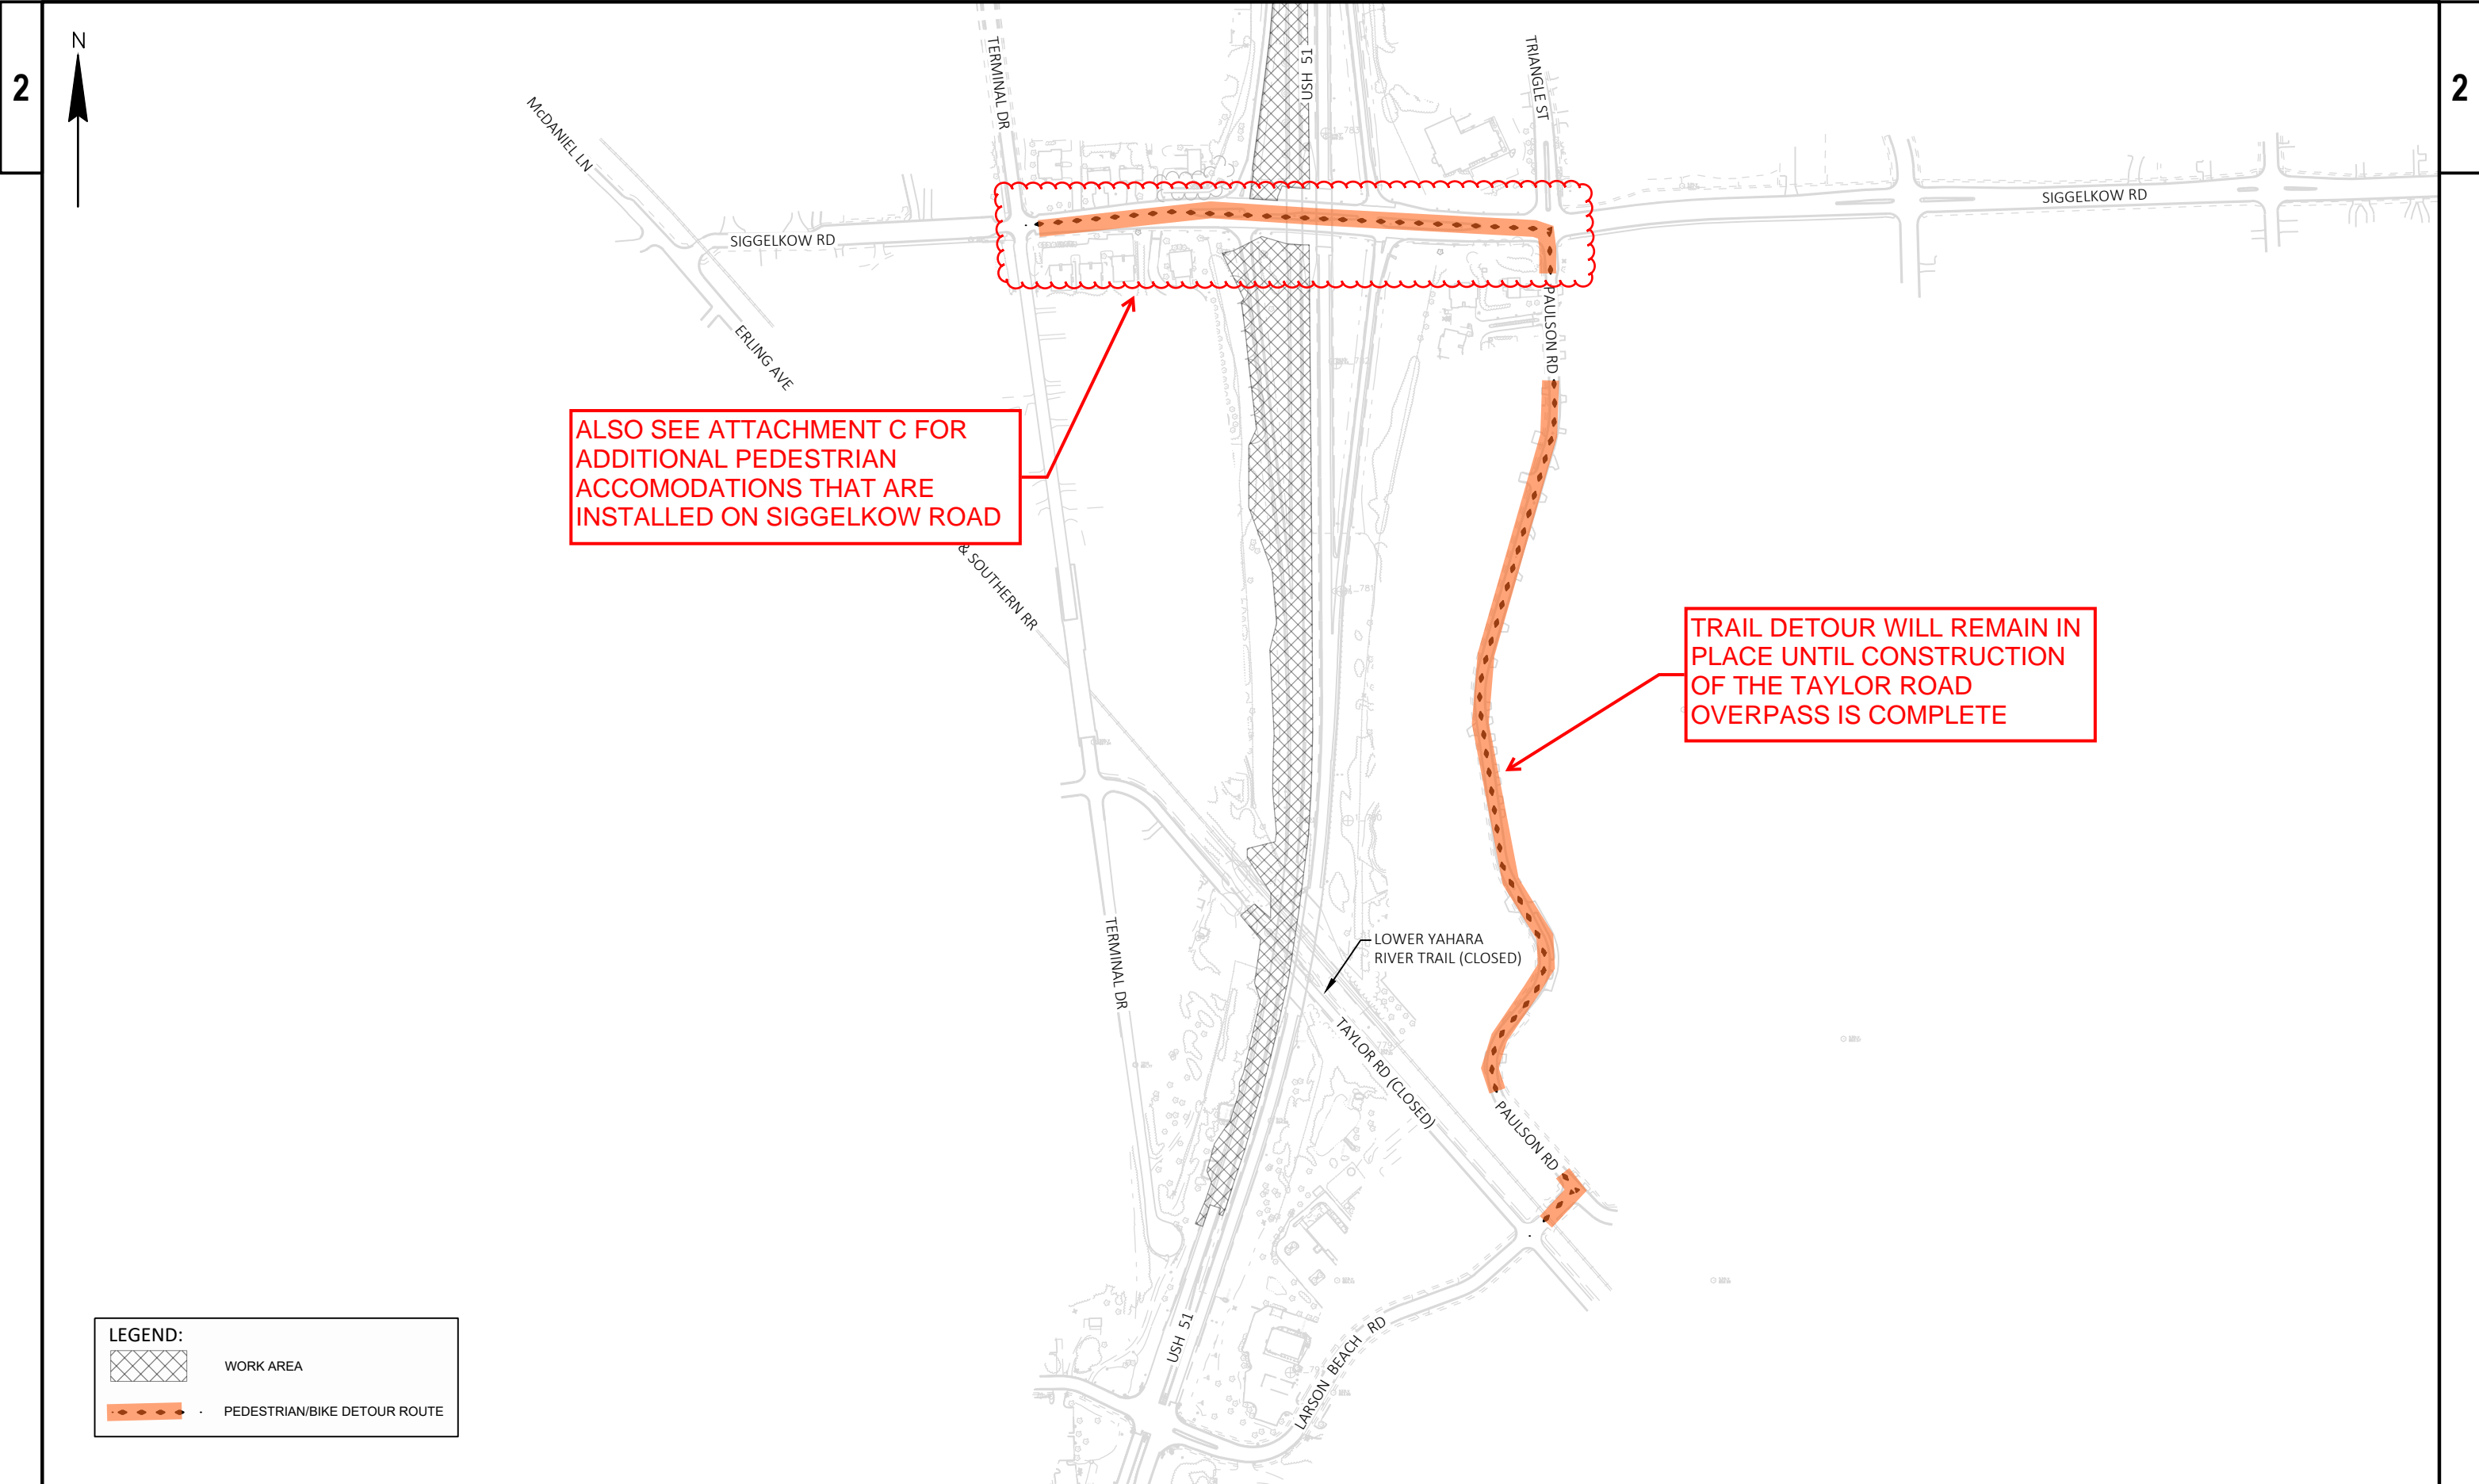 2
2
N
TERMINAL DR
USH 51
TRIANGLE ST
McDANIEL LN
SIGGELKOW RD
SIGGELKOW RD
ERLING AVE
PAULSON RD
ALSO SEE ATTACHMENT C FOR
ADDITIONAL PEDESTRIAN
ACCOMODATIONS THAT ARE
INSTALLED ON SIGGELKOW ROAD
& SOUTHERN RR
TRAIL DETOUR WILL REMAIN IN
PLACE UNTIL CONSTRUCTION
OF THE TAYLOR ROAD
OVERPASS IS COMPLETE
TERMINAL DR
LOWER YAHARA
RIVER TRAIL (CLOSED)
TAYLOR RD (CLOSED)
PAULSON RD
USH 51
LARSON BEACH RD
LEGEND:
WORK AREA
PEDESTRIAN/BIKE DETOUR ROUTE